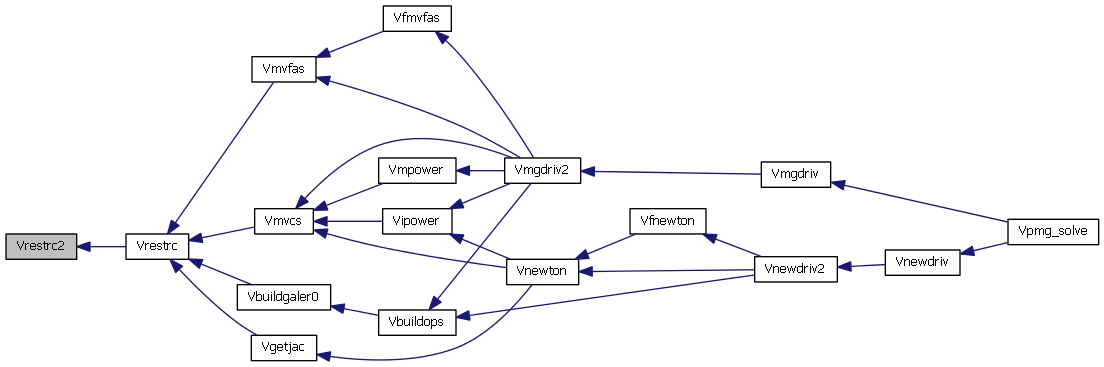 Vfmvfas
Vmvfas
Vmpower
Vmgdriv2
Vmgdriv
Vmvcs
Vipower
Vfnewton
Vpmg_solve
Vrestrc2
Vrestrc
Vnewton
Vnewdriv2
Vnewdriv
Vbuildgaler0
Vbuildops
Vgetjac